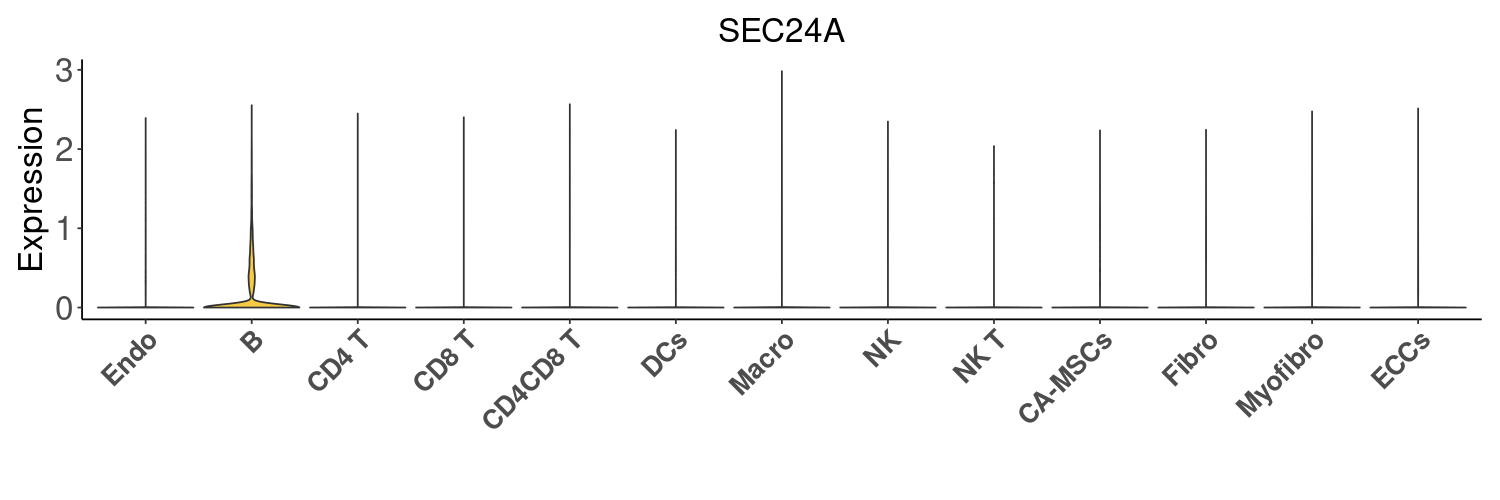 SEC24A
Expression
3
2
1
0
Endo
B
CD4 T
CD8 T
CD4CD8 T
DCs
Macro
NK
NK T
CA-MSCs
Fibro
Myofibro
ECCs